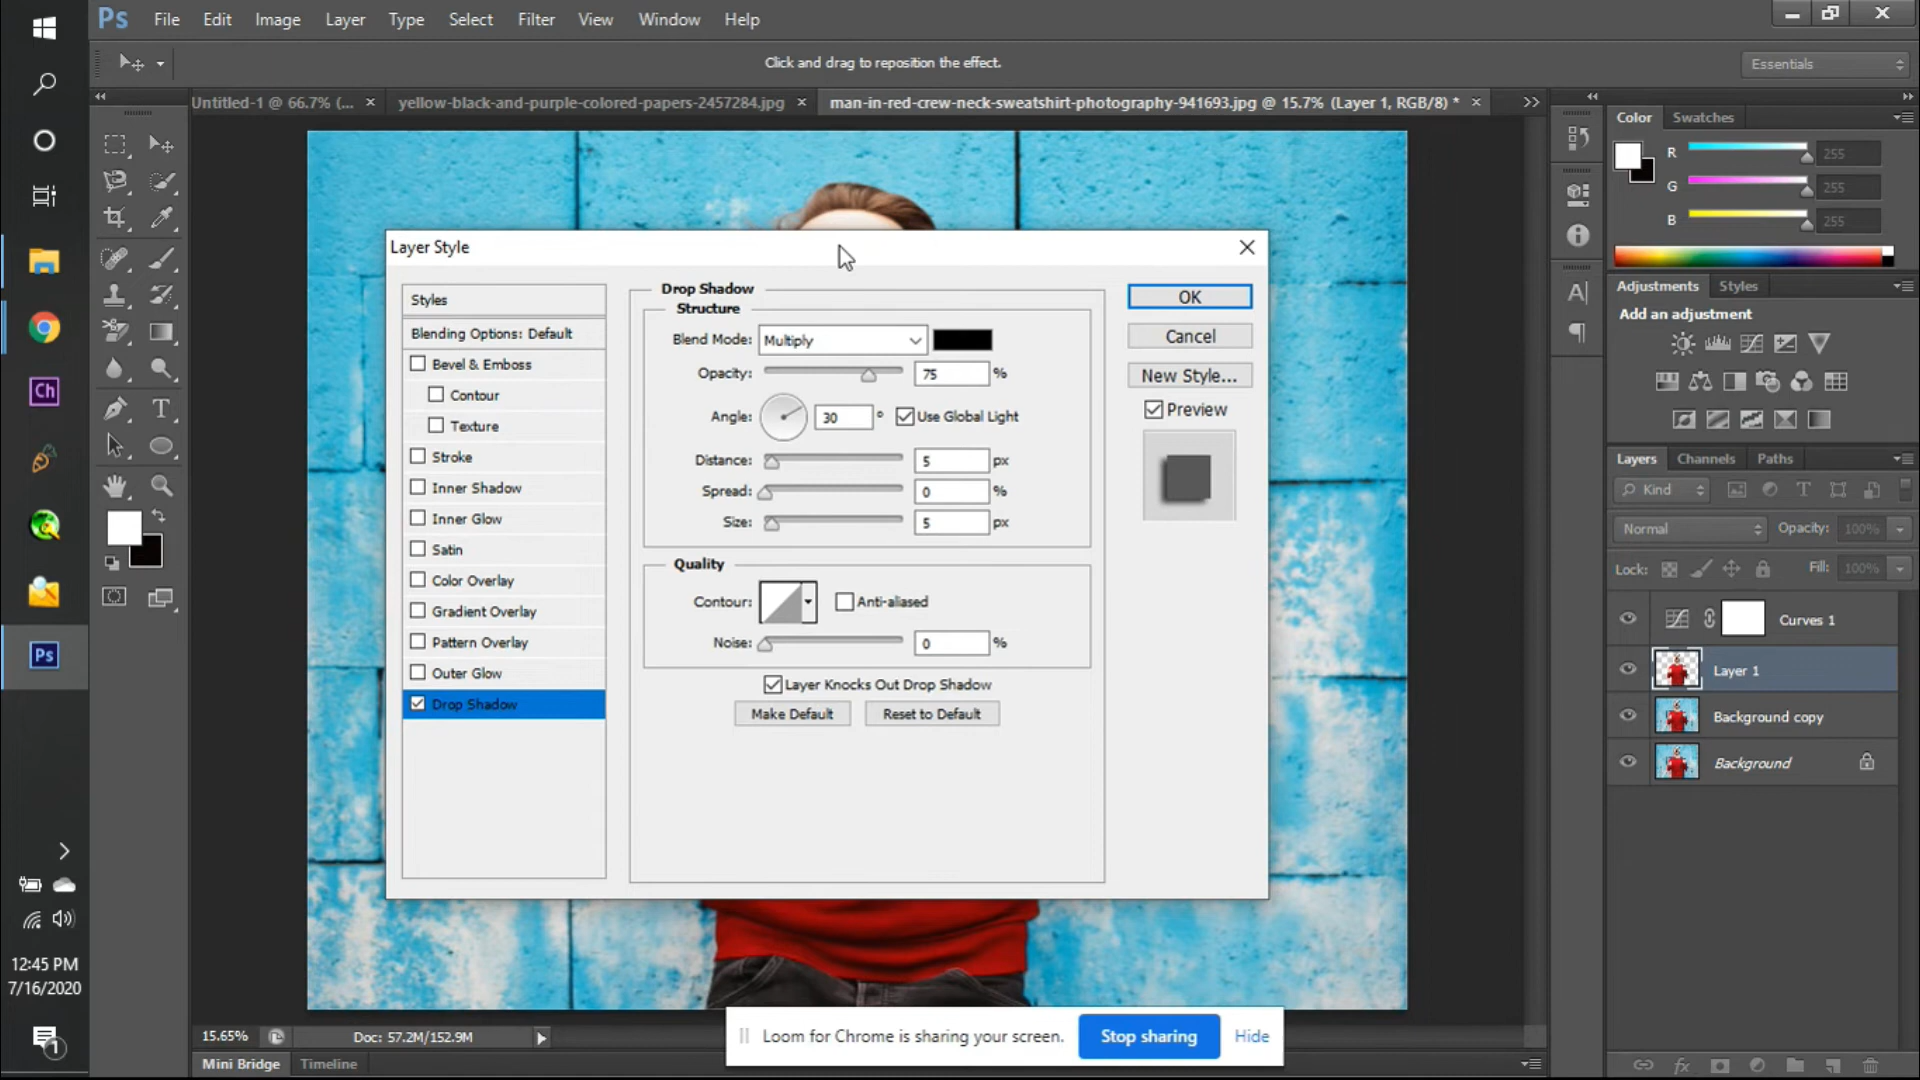 Ps File Edit Image Layer Type Select Filter View Window Help
Click and drag to reposition the effect.
Essentials
Untitled-1 @ 66.7% (... ×
yellow-black-and-purple-colored-papers-2457284.jpg ×
man-in-red-crew-neck-sweatshirt-photography-941693.jpg @ 15.7% (Layer 1, RGB/8) * ×
Layer Style
Styles
Blending Options: Default
Bevel & Emboss
Contour
Texture
Stroke
Inner Shadow
Inner Glow
Satin
Color Overlay
Gradient Overlay
Pattern Overlay
Outer Glow
Drop Shadow
Drop Shadow
Structure
Blend Mode: Multiply
Opacity: 75 %
Angle: 30 ° Use Global Light
Distance: 5 px
Spread: 0 %
Size: 5 px
Quality
Contour: Anti-aliased
Noise: 0 %
Layer Knocks Out Drop Shadow
Make Default Reset to Default
OK
Cancel
New Style...
Preview
Color Swatches
R 255
G 255
B 255
Adjustments Styles
Add an adjustment
Layers Channels Paths
Kind
Normal Opacity: 100%
Lock: Fill: 100%
Curves 1
Layer 1
Background copy
Background
Ch
Ps
12:45 PM
7/16/2020
1
15.65% Doc: 57.2M/152.9M
Mini Bridge Timeline
Loom for Chrome is sharing your screen. Stop sharing Hide